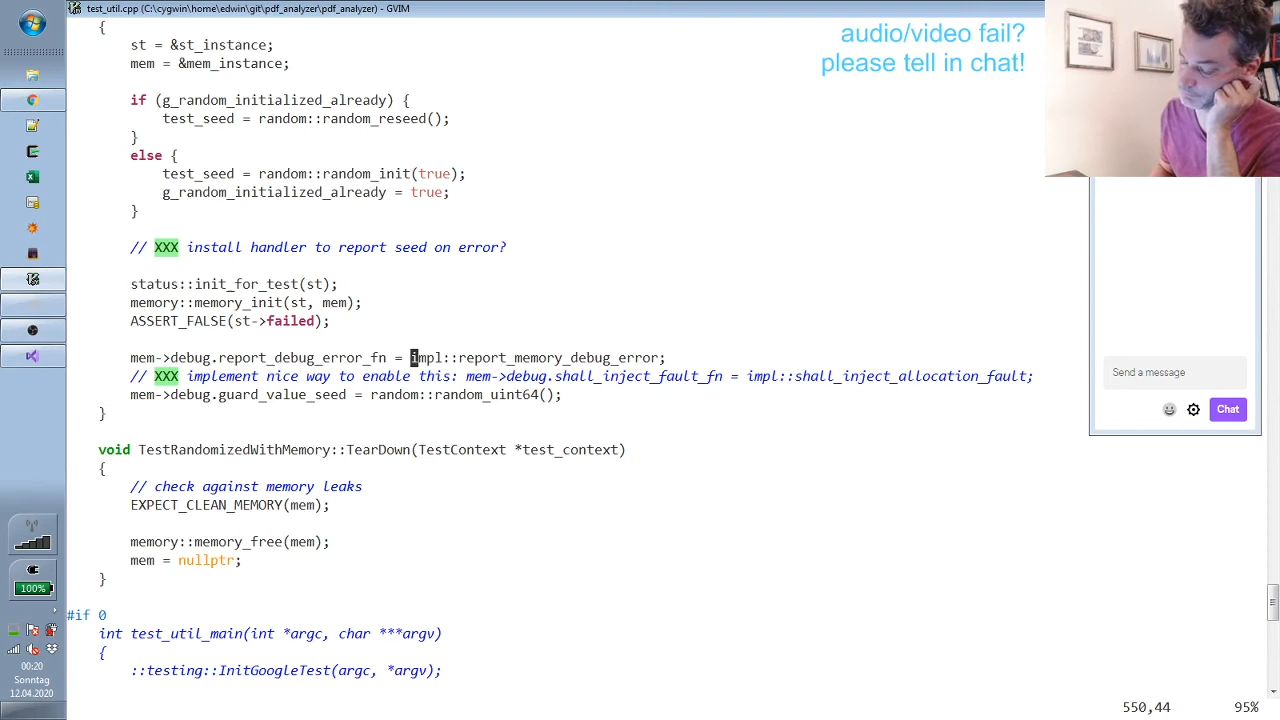 test_util.cpp (C:\cygwin\home\edwin\git\pdf_analyzer\pdf_analyzer) - GVIM
audio/video fail?
please tell in chat!
{
st = &st_instance;
mem = &mem_instance;
if (g_random_initialized_already) {
test_seed = random::random_reseed();
}
else {
test_seed = random::random_init(true);
g_random_initialized_already = true;
}
// XXX install handler to report seed on error?
status::init_for_test(st);
memory::memory_init(st, mem);
ASSERT_FALSE(st->failed);
mem->debug.report_debug_error_fn = impl::report_memory_debug_error;
// XXX implement nice way to enable this: mem->debug.shall_inject_fault_fn = impl::shall_inject_allocation_fault;
mem->debug.guard_value_seed = random::random_uint64();
}
void TestRandomizedWithMemory::TearDown(TestContext *test_context)
{
// check against memory leaks
EXPECT_CLEAN_MEMORY(mem);
memory::memory_free(mem);
mem = nullptr;
}
#if 0
int test_util_main(int *argc, char ***argv)
{
::testing::InitGoogleTest(argc, *argv);
550,44 95%
Send a message
Chat
100%
00:20
Sonntag
12.04.2020